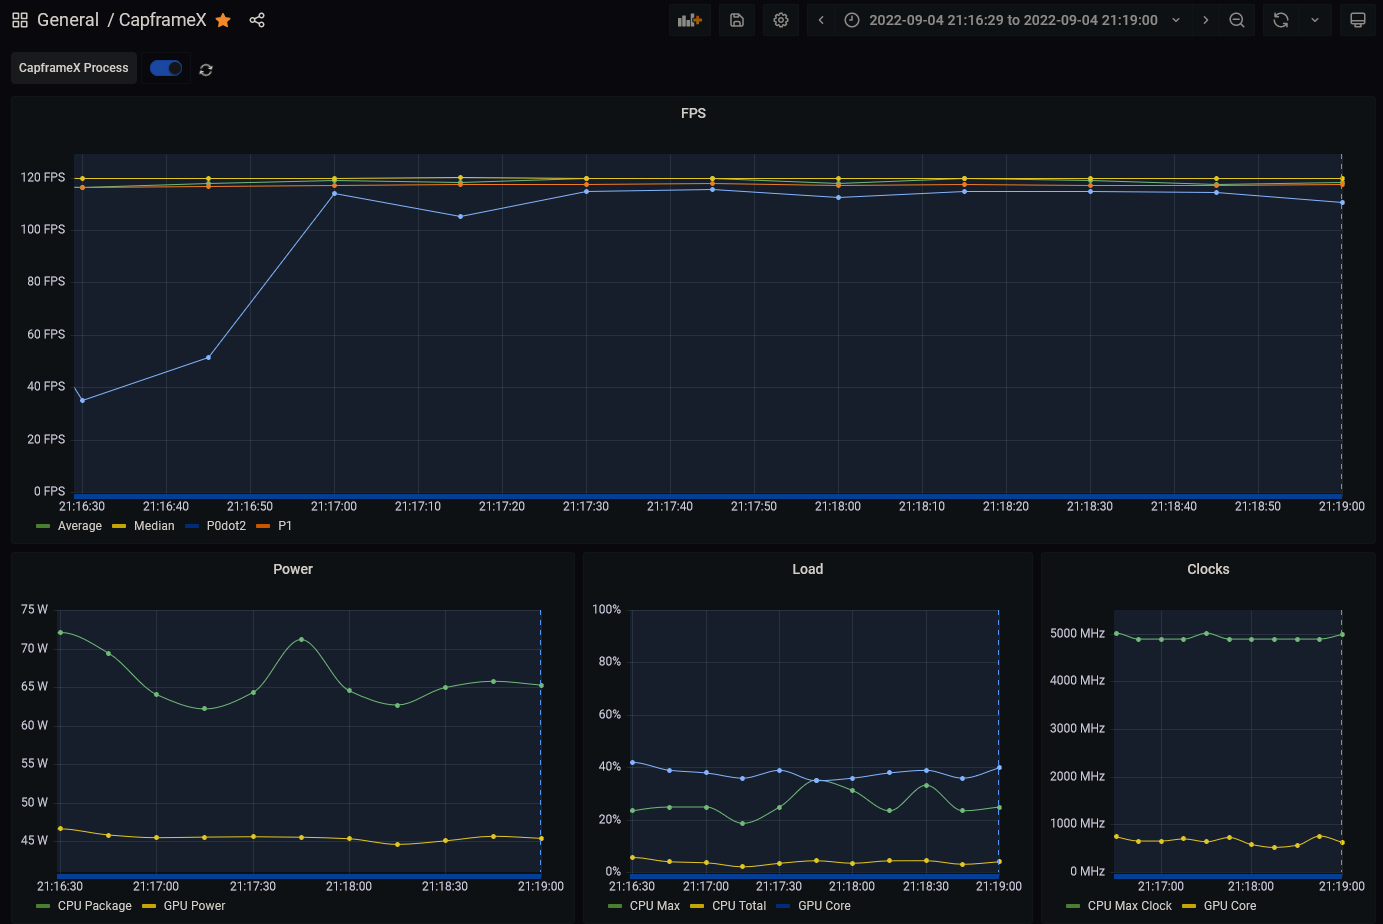 General / CapframeX
2022-09-04 21:16:29 to 2022-09-04 21:19:00
CapframeX Process
FPS
120 FPS
100 FPS
80 FPS
60 FPS
40 FPS
20 FPS
0 FPS
21:16:30 21:16:40 21:16:50 21:17:00 21:17:10 21:17:20 21:17:30 21:17:40 21:17:50 21:18:00 21:18:10 21:18:20 21:18:30 21:18:40 21:18:50 21:19:00
Average Median P0dot2 P1
Power
75 W
70 W
65 W
60 W
55 W
50 W
45 W
21:16:30 21:17:00 21:17:30 21:18:00 21:18:30 21:19:00
CPU Package GPU Power
Load
100%
80%
60%
40%
20%
0%
21:16:30 21:17:00 21:17:30 21:18:00 21:18:30 21:19:00
CPU Max CPU Total GPU Core
Clocks
5000 MHz
4000 MHz
3000 MHz
2000 MHz
1000 MHz
0 MHz
21:17:00 21:18:00 21:19:00
CPU Max Clock GPU Core